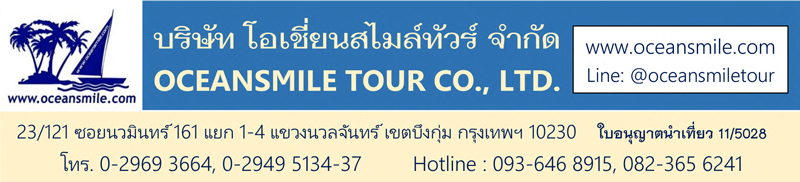 www.oceansmile.com
บริษัท โอเชี่ยนสไมล์ทัวร์ จำกัด
OCEANSMILE TOUR CO., LTD.
www.oceansmile.com
Line: @oceansmiletour
23/121 ซอยนวมินทร์ 161 แยก 1-4 แขวงนวลจันทร์ เขตบึงกุ่ม กรุงเทพฯ 10230 ใบอนุญาตนำเที่ยว 11/5028
โทร. 0-2969 3664, 0-2949 5134-37 Hotline : 093-646 8915, 082-365 6241